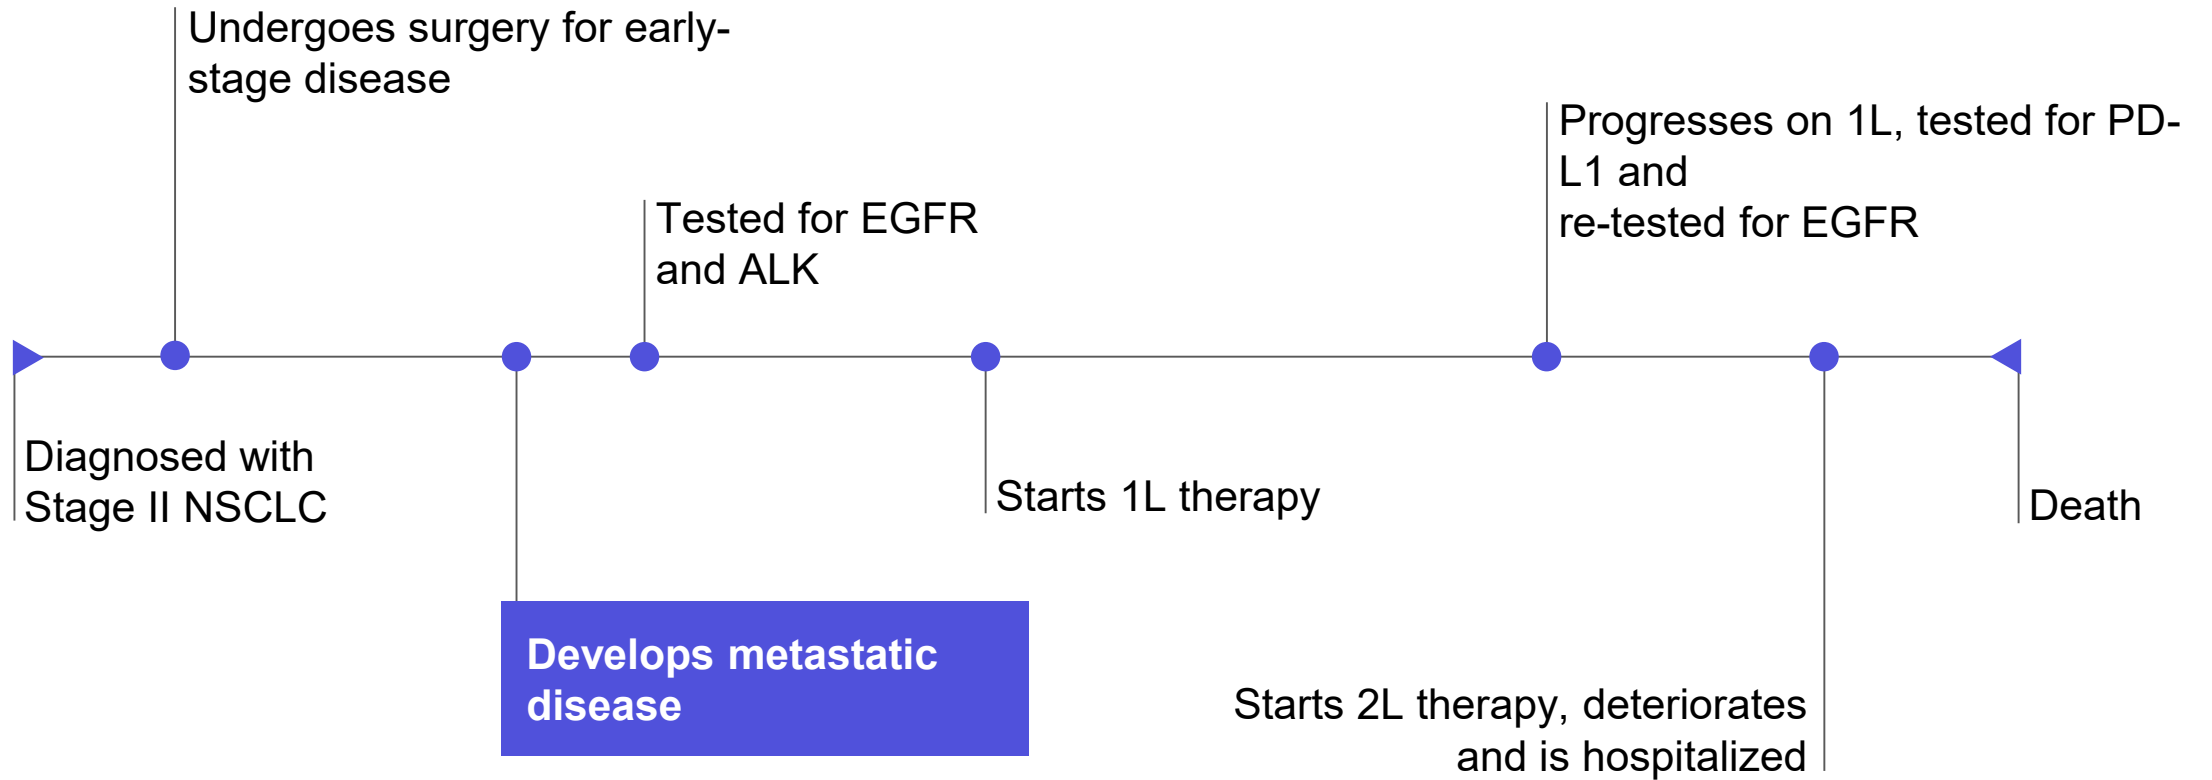 Undergoes surgery for early-
stage disease
Progresses on 1L, tested for PD-
L1 and
re-tested for EGFR
Tested for EGFR
and ALK
Diagnosed with
Stage II NSCLC
Starts 1L therapy
Death
Develops metastatic
disease
Starts 2L therapy, deteriorates
and is hospitalized